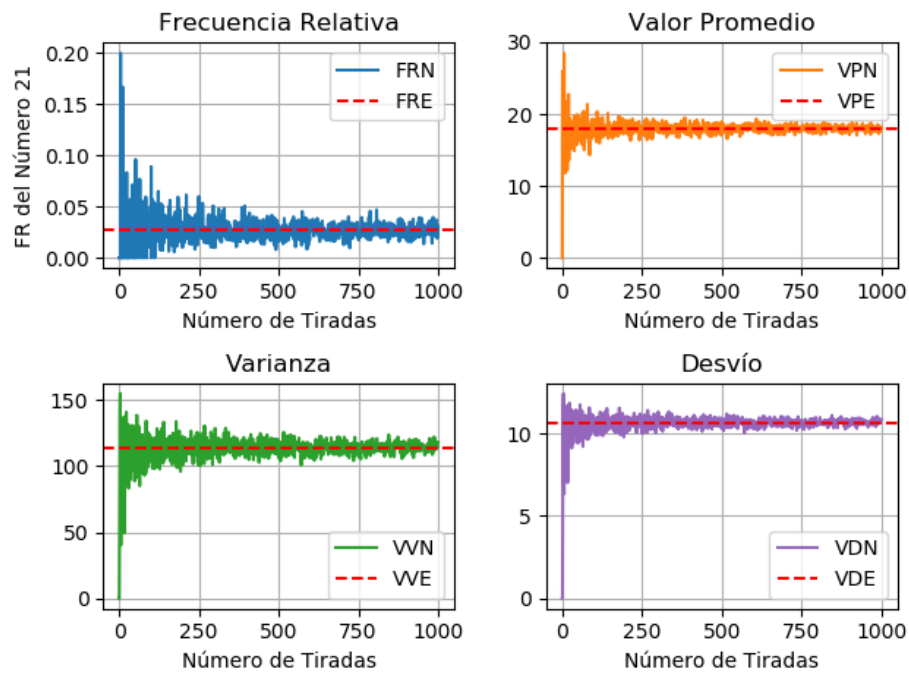 Frecuencia Relativa
FR del Número 21
0.20
0.15
0.10
0.05
0.00
FRN
FRE
0 250 500 750 1000
Número de Tiradas
Valor Promedio
30
20
10
0
VPN
VPE
0 250 500 750 1000
Número de Tiradas
Varianza
150
100
50
0
VVN
VVE
0 250 500 750 1000
Número de Tiradas
Desvío
10
5
0
VDN
VDE
0 250 500 750 1000
Número de Tiradas